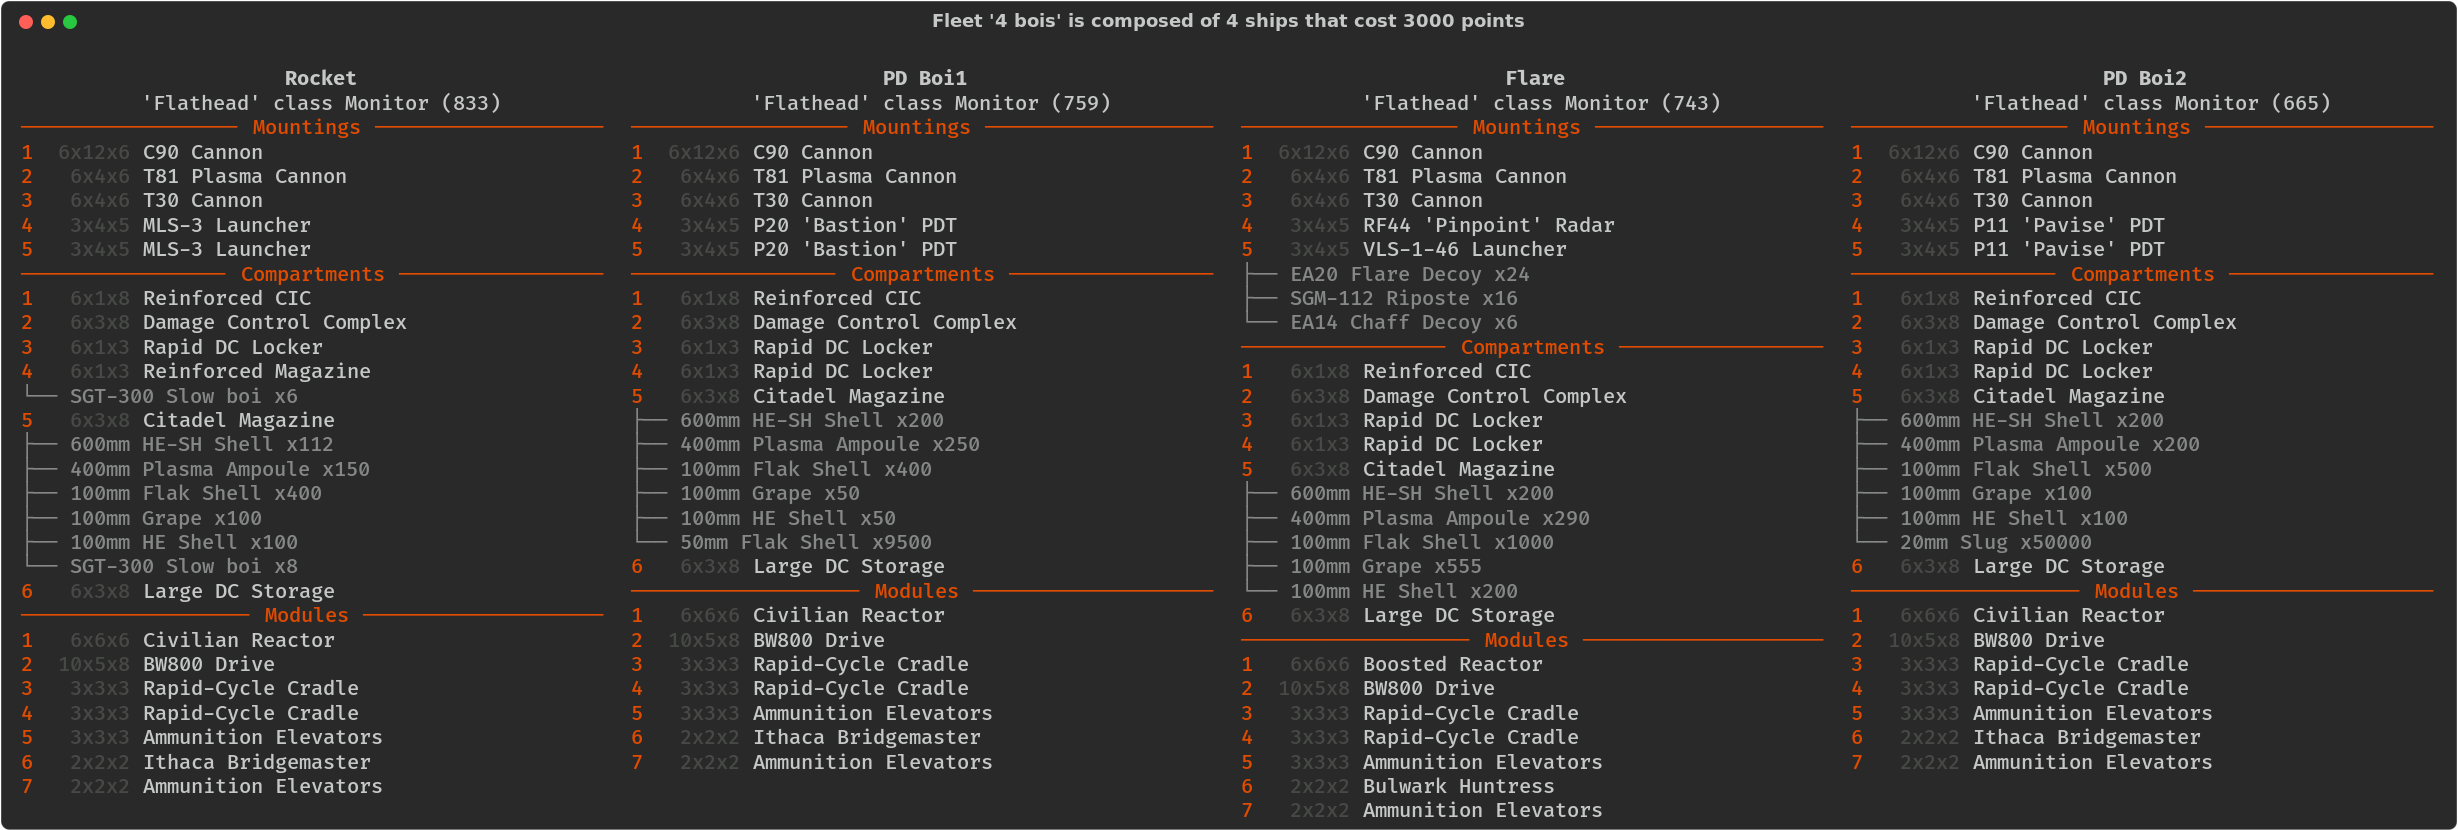 Fleet '4 bois' is composed of 4 ships that cost 3000 points
Rocket
'Flathead' class Monitor (833)
Mountings
1 6x12x6 C90 Cannon
2 6x4x6 T81 Plasma Cannon
3 6x4x6 T30 Cannon
4 3x4x5 MLS-3 Launcher
5 3x4x5 MLS-3 Launcher
Compartments
1 6x1x8 Reinforced CIC
2 6x3x8 Damage Control Complex
3 6x1x3 Rapid DC Locker
4 6x1x3 Reinforced Magazine
SGT-300 Slow boi x6
5 6x3x8 Citadel Magazine
600mm HE-SH Shell x112
400mm Plasma Ampoule x150
100mm Flak Shell x400
100mm Grape x100
100mm HE Shell x100
SGT-300 Slow boi x8
6 6x3x8 Large DC Storage
Modules
1 6x6x6 Civilian Reactor
2 10x5x8 BW800 Drive
3 3x3x3 Rapid-Cycle Cradle
4 3x3x3 Rapid-Cycle Cradle
5 3x3x3 Ammunition Elevators
6 2x2x2 Ithaca Bridgemaster
7 2x2x2 Ammunition Elevators
PD Boi1
'Flathead' class Monitor (759)
Mountings
1 6x12x6 C90 Cannon
2 6x4x6 T81 Plasma Cannon
3 6x4x6 T30 Cannon
4 3x4x5 P20 'Bastion' PDT
5 3x4x5 P20 'Bastion' PDT
Compartments
1 6x1x8 Reinforced CIC
2 6x3x8 Damage Control Complex
3 6x1x3 Rapid DC Locker
4 6x1x3 Rapid DC Locker
5 6x3x8 Citadel Magazine
600mm HE-SH Shell x200
400mm Plasma Ampoule x250
100mm Flak Shell x400
100mm Grape x50
100mm HE Shell x50
50mm Flak Shell x9500
6 6x3x8 Large DC Storage
Modules
1 6x6x6 Civilian Reactor
2 10x5x8 BW800 Drive
3 3x3x3 Rapid-Cycle Cradle
4 3x3x3 Rapid-Cycle Cradle
5 3x3x3 Ammunition Elevators
6 2x2x2 Ithaca Bridgemaster
7 2x2x2 Ammunition Elevators
Flare
'Flathead' class Monitor (743)
Mountings
1 6x12x6 C90 Cannon
2 6x4x6 T81 Plasma Cannon
3 6x4x6 T30 Cannon
4 3x4x5 RF44 'Pinpoint' Radar
5 3x4x5 VLS-1-46 Launcher
EA20 Flare Decoy x24
SGM-112 Riposte x16
EA14 Chaff Decoy x6
Compartments
1 6x1x8 Reinforced CIC
2 6x3x8 Damage Control Complex
3 6x1x3 Rapid DC Locker
4 6x1x3 Rapid DC Locker
5 6x3x8 Citadel Magazine
600mm HE-SH Shell x200
400mm Plasma Ampoule x290
100mm Flak Shell x1000
100mm Grape x555
100mm HE Shell x200
6 6x3x8 Large DC Storage
Modules
1 6x6x6 Boosted Reactor
2 10x5x8 BW800 Drive
3 3x3x3 Rapid-Cycle Cradle
4 3x3x3 Rapid-Cycle Cradle
5 3x3x3 Ammunition Elevators
6 2x2x2 Bulwark Huntress
7 2x2x2 Ammunition Elevators
PD Boi2
'Flathead' class Monitor (665)
Mountings
1 6x12x6 C90 Cannon
2 6x4x6 T81 Plasma Cannon
3 6x4x6 T30 Cannon
4 3x4x5 P11 'Pavise' PDT
5 3x4x5 P11 'Pavise' PDT
Compartments
1 6x1x8 Reinforced CIC
2 6x3x8 Damage Control Complex
3 6x1x3 Rapid DC Locker
4 6x1x3 Rapid DC Locker
5 6x3x8 Citadel Magazine
600mm HE-SH Shell x200
400mm Plasma Ampoule x200
100mm Flak Shell x500
100mm Grape x100
100mm HE Shell x100
20mm Slug x50000
6 6x3x8 Large DC Storage
Modules
1 6x6x6 Civilian Reactor
2 10x5x8 BW800 Drive
3 3x3x3 Rapid-Cycle Cradle
4 3x3x3 Rapid-Cycle Cradle
5 3x3x3 Ammunition Elevators
6 2x2x2 Ithaca Bridgemaster
7 2x2x2 Ammunition Elevators